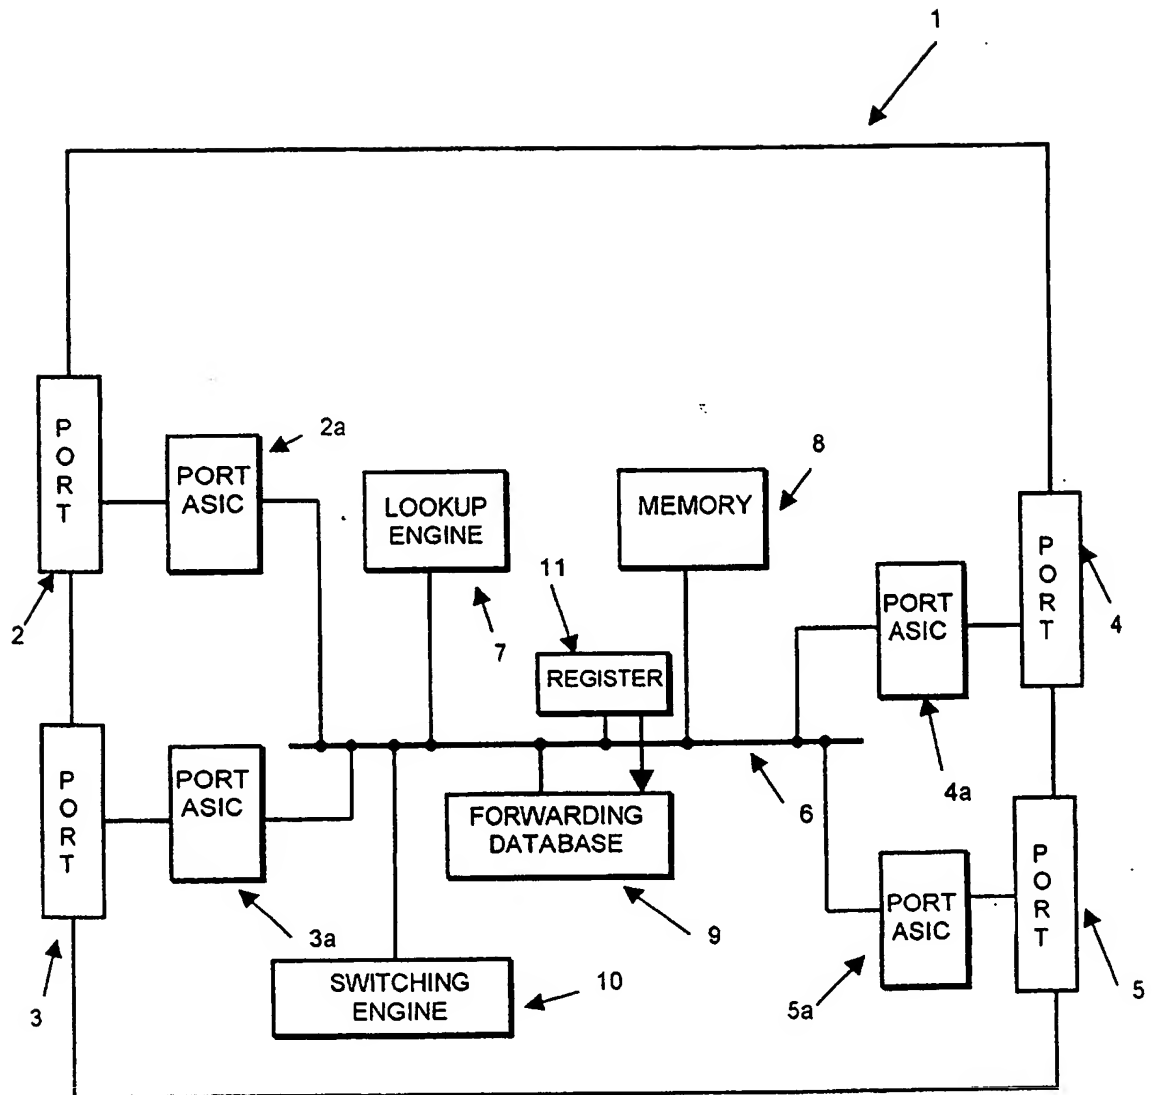 1
PORT
PORT ASIC
2a
LOOKUP ENGINE
MEMORY
8
PORT
2
7
11
REGISTER
PORT ASIC
4
4a
PORT
PORT ASIC
FORWARDING DATABASE
6
PORT
PORT ASIC
3a
9
SWITCHING ENGINE
10
5a
5
3